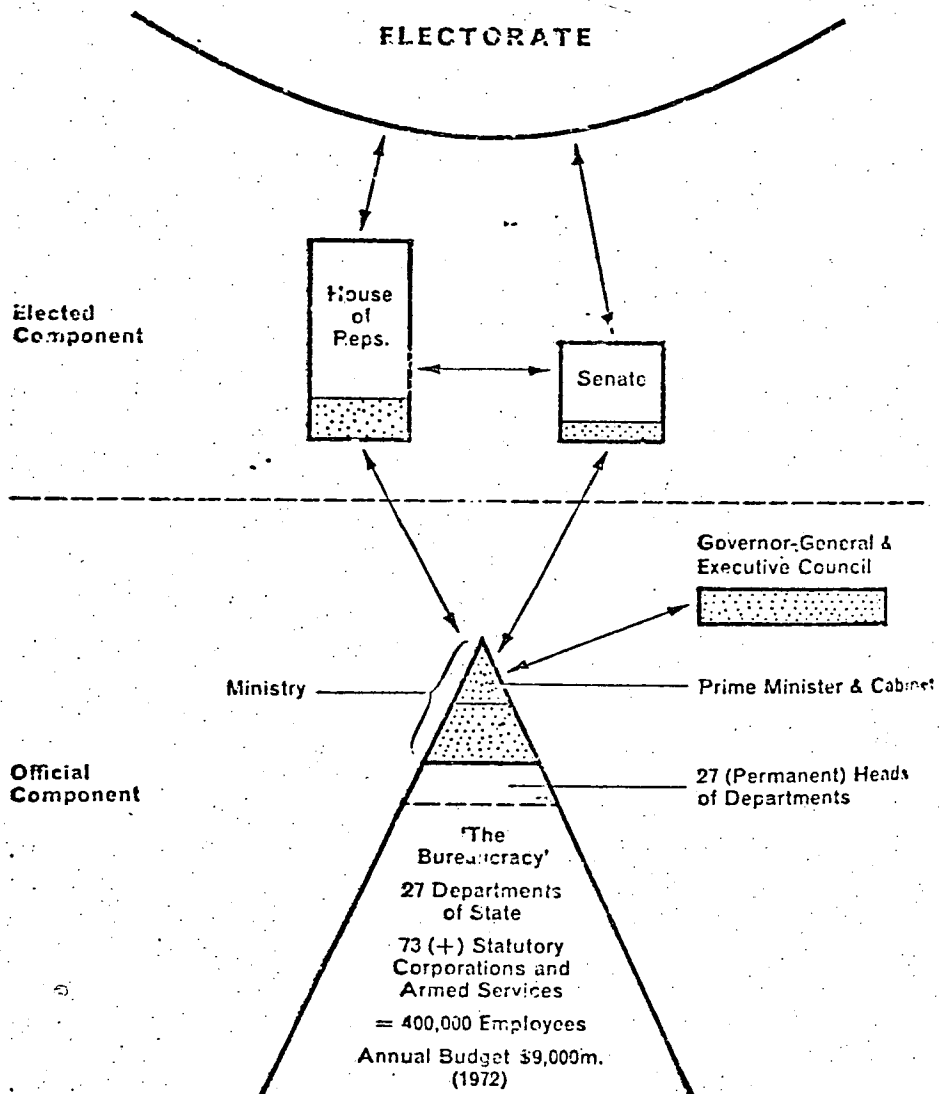 ELECTORATE
Elected
Component
House
of
Reps.
Senate
Governor-General &
Executive Council
Ministry
Prime Minister & Cabinet
Official
Component
27 (Permanent) Heads
of Departments
'The
Bureaucracy'
27 Departments
of State
73 (+) Statutory
Corporations and
Armed Services
= 400,000 Employees
Annual Budget $9,000m.
(1972)